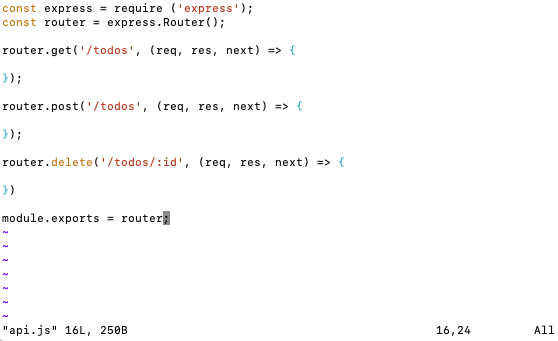 const express = require ('express');
const router = express.Router();

router.get('/todos', (req, res, next) => {

});

router.post('/todos', (req, res, next) => {

});

router.delete('/todos/:id', (req, res, next) => {

})

module.exports = router;
~
~
~
~
~
~
~
"api.js" 16L, 250B 16,24 All